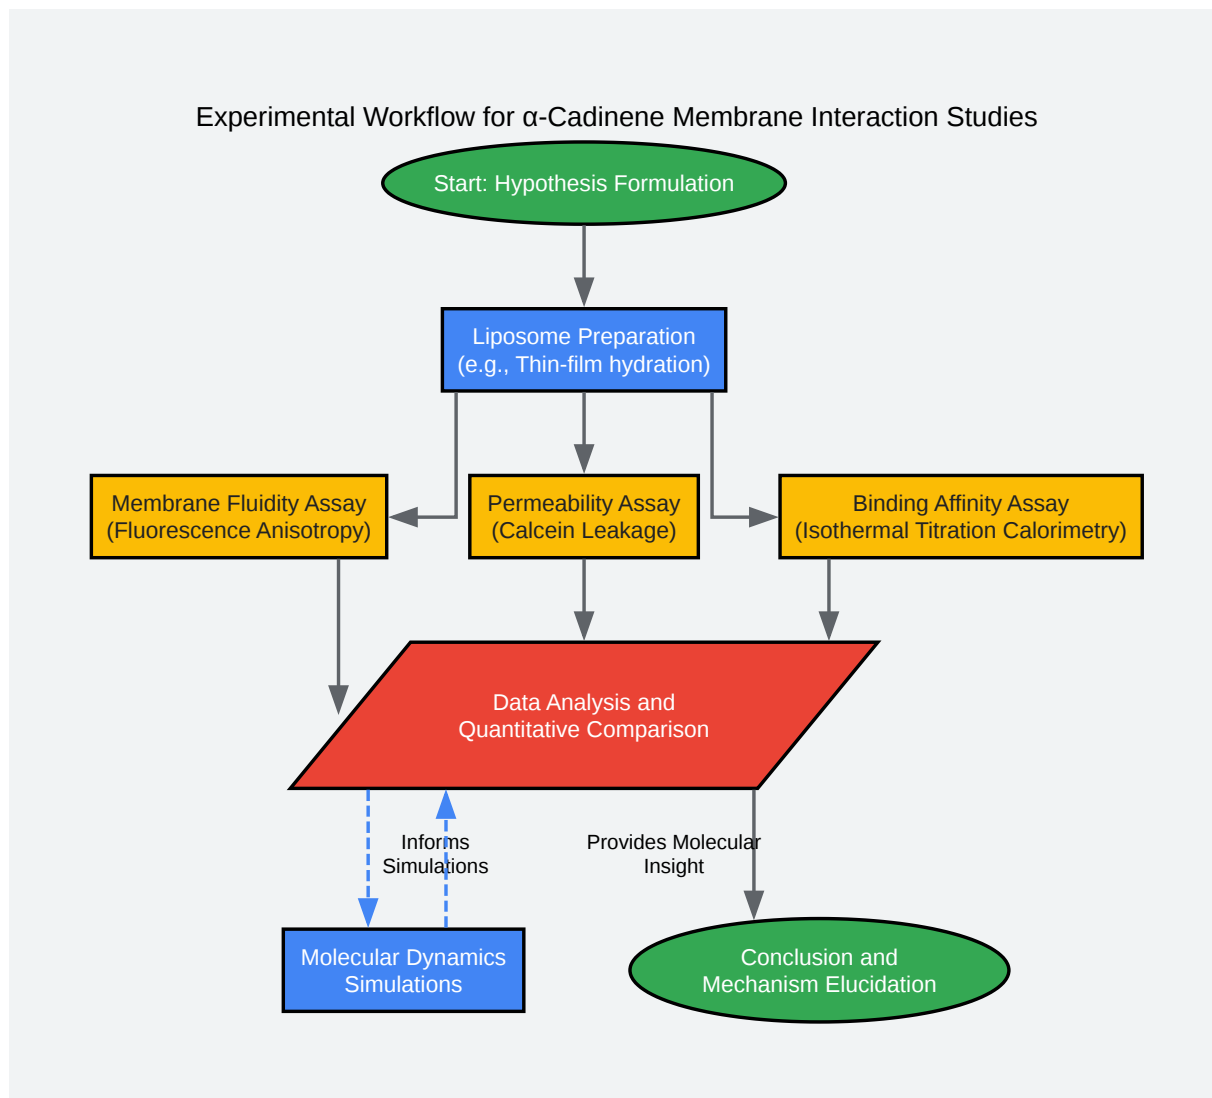 Experimental Workflow for α-Cadinene Membrane Interaction Studies
Start: Hypothesis Formulation
Liposome Preparation
(e.g., Thin-film hydration)
Membrane Fluidity Assay
(Fluorescence Anisotropy)
Permeability Assay
(Calcein Leakage)
Binding Affinity Assay
(Isothermal Titration Calorimetry)
Data Analysis and
Quantitative Comparison
Informs
Simulations
Provides Molecular
Insight
Molecular Dynamics
Simulations
Conclusion and
Mechanism Elucidation